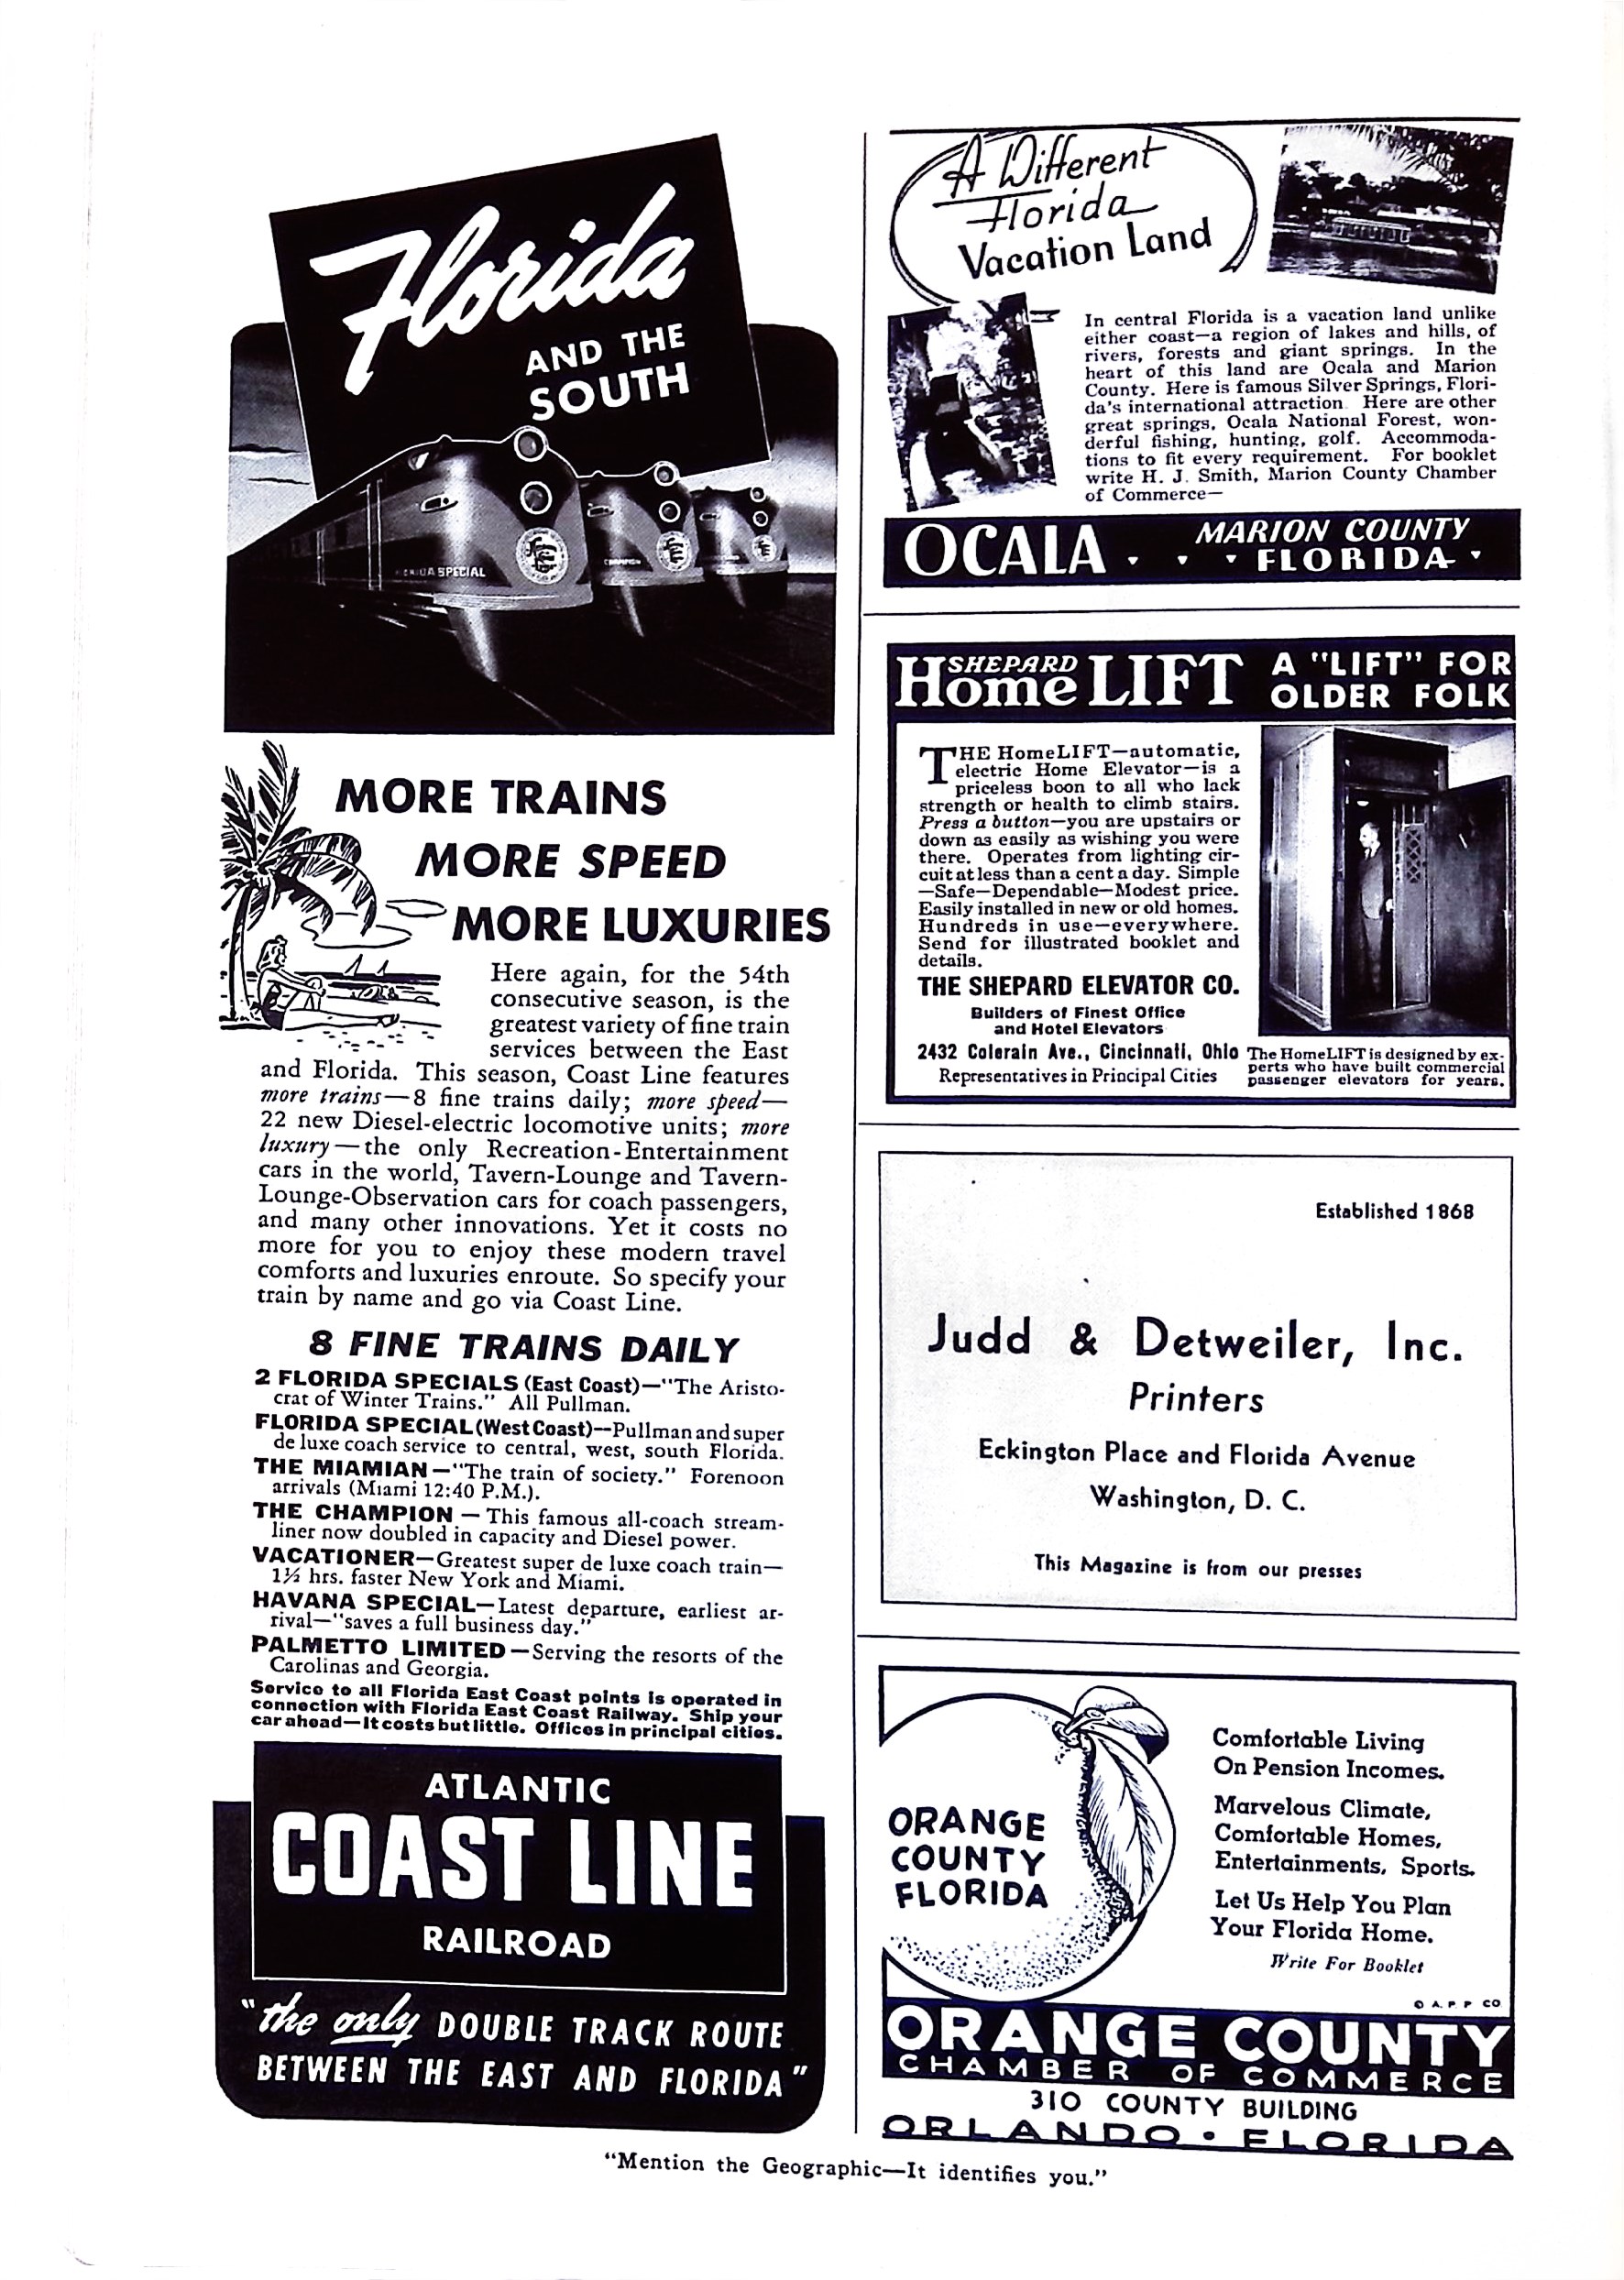 Florida
AND THE
SOUTH
FLORIDA SPECIAL
CHAMPION
MORE TRAINS
MORE SPEED
MORE LUXURIES
Here again, for the 54th
consecutive season, is the
greatest variety of fine train
services between the East
and Florida. This season, Coast Line features
more trains—8 fine trains daily; more speed—
22 new Diesel-electric locomotive units; more
luxury—the only Recreation-Entertainment
cars in the world, Tavern-Lounge and Tavern-
Lounge-Observation cars for coach passengers,
and many other innovations. Yet it costs no
more for you to enjoy these modern travel
comforts and luxuries enroute. So specify your
train by name and go via Coast Line.
8 FINE TRAINS DAILY
2 FLORIDA SPECIALS (East Coast)—"The Aristo-
crat of Winter Trains." All Pullman.
FLORIDA SPECIAL (West Coast)—Pullman and super
de luxe coach service to central, west, south Florida.
THE MIAMIAN—"The train of society." Forenoon
arrivals (Miami 12:40 P.M.).
THE CHAMPION — This famous all-coach stream-
liner now doubled in capacity and Diesel power.
VACATIONER—Greatest super de luxe coach train—
1½ hrs. faster New York and Miami.
HAVANA SPECIAL—Latest departure, earliest ar-
rival—"saves a full business day."
PALMETTO LIMITED—Serving the resorts of the
Carolinas and Georgia.
Service to all Florida East Coast points is operated in
connection with Florida East Coast Railway. Ship your
car ahead—It costs but little. Offices in principal cities.
ATLANTIC
COAST LINE
RAILROAD
"the only DOUBLE TRACK ROUTE
BETWEEN THE EAST AND FLORIDA"
A Different
Florida
Vacation Land
In central Florida is a vacation land unlike
either coast—a region of lakes and hills, of
rivers, forests and giant springs. In the
heart of this land are Ocala and Marion
County. Here is famous Silver Springs, Flori-
da's international attraction. Here are other
great springs, Ocala National Forest, won-
derful fishing, hunting, golf. Accommoda-
tions to fit every requirement. For booklet
write H. J. Smith, Marion County Chamber
of Commerce—
OCALA . . . MARION COUNTY
FLORIDA
SHEPARD
Home LIFT
A "LIFT" FOR
OLDER FOLK
THE HomeLIFT—automatic,
electric Home Elevator—is a
priceless boon to all who lack
strength or health to climb stairs.
Press a button—you are upstairs or
down as easily as wishing you were
there. Operates from lighting cir-
cuit at less than a cent a day. Simple
—Safe—Dependable—Modest price.
Easily installed in new or old homes.
Hundreds in use—everywhere.
Send for illustrated booklet and
details.
THE SHEPARD ELEVATOR CO.
Builders of Finest Office
and Hotel Elevators
2432 Colerain Ave., Cincinnati, Ohio
Representatives in Principal Cities
The HomeLIFT is designed by ex-
perts who have built commercial
passenger elevators for years.
Established 1868
Judd & Detweiler, Inc.
Printers
Eckington Place and Florida Avenue
Washington, D. C.
This Magazine is from our presses
ORANGE
COUNTY
FLORIDA
Comfortable Living
On Pension Incomes.
Marvelous Climate,
Comfortable Homes,
Entertainments, Sports.
Let Us Help You Plan
Your Florida Home.
Write For Booklet
© A. P. P CO.
ORANGE COUNTY
CHAMBER OF COMMERCE
310 COUNTY BUILDING
ORLANDO • FLORIDA
"Mention the Geographic—It identifies you."